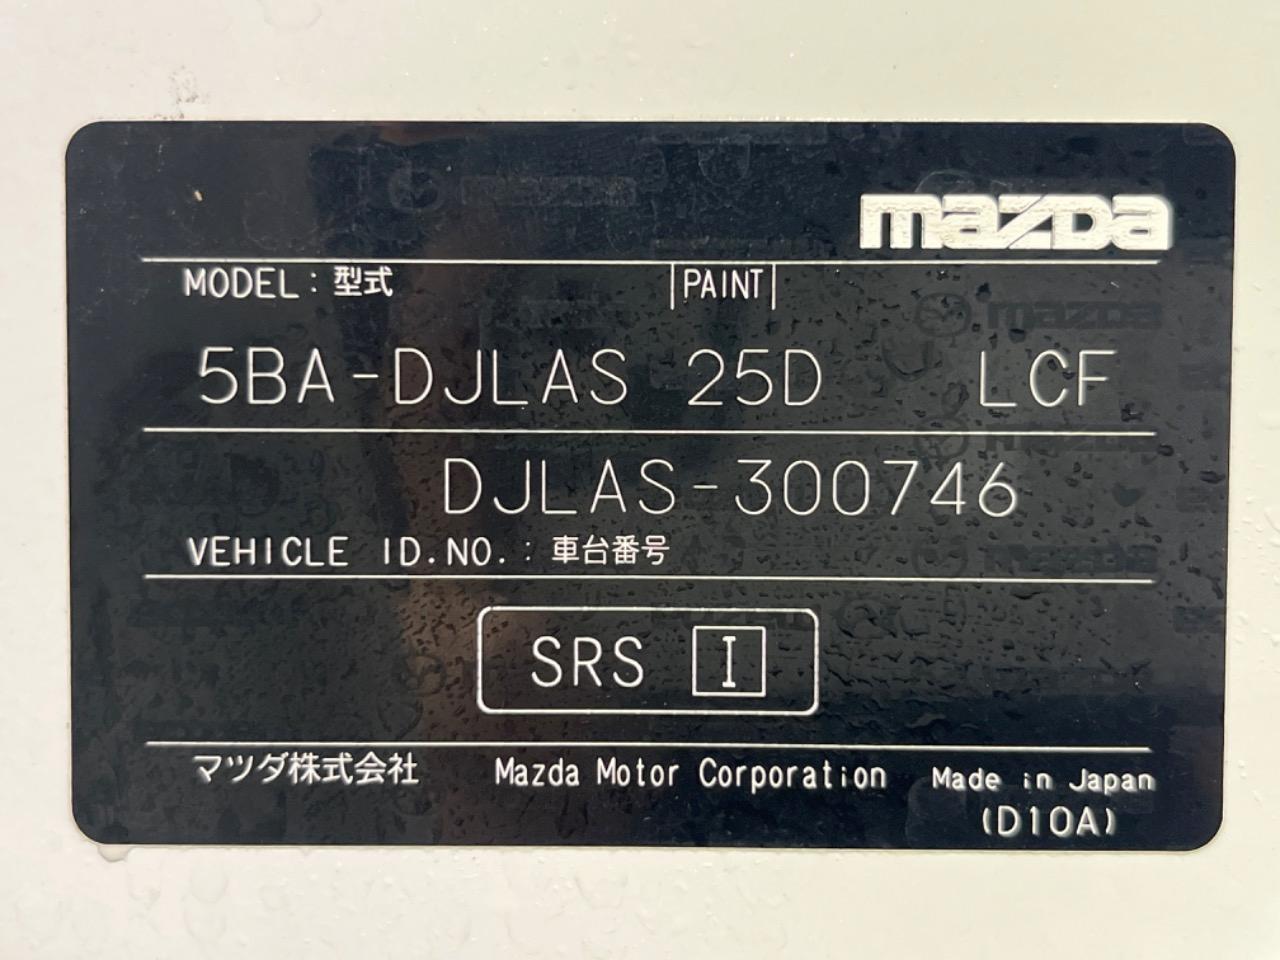 mazda
MODEL : 型式 |PAINT|
5BA-DJLAS 25D LCF
DJLAS-300746
VEHICLE ID.NO. : 車台番号
SRS I
マツダ株式会社 Mazda Motor Corporation Made in Japan
(D10A)